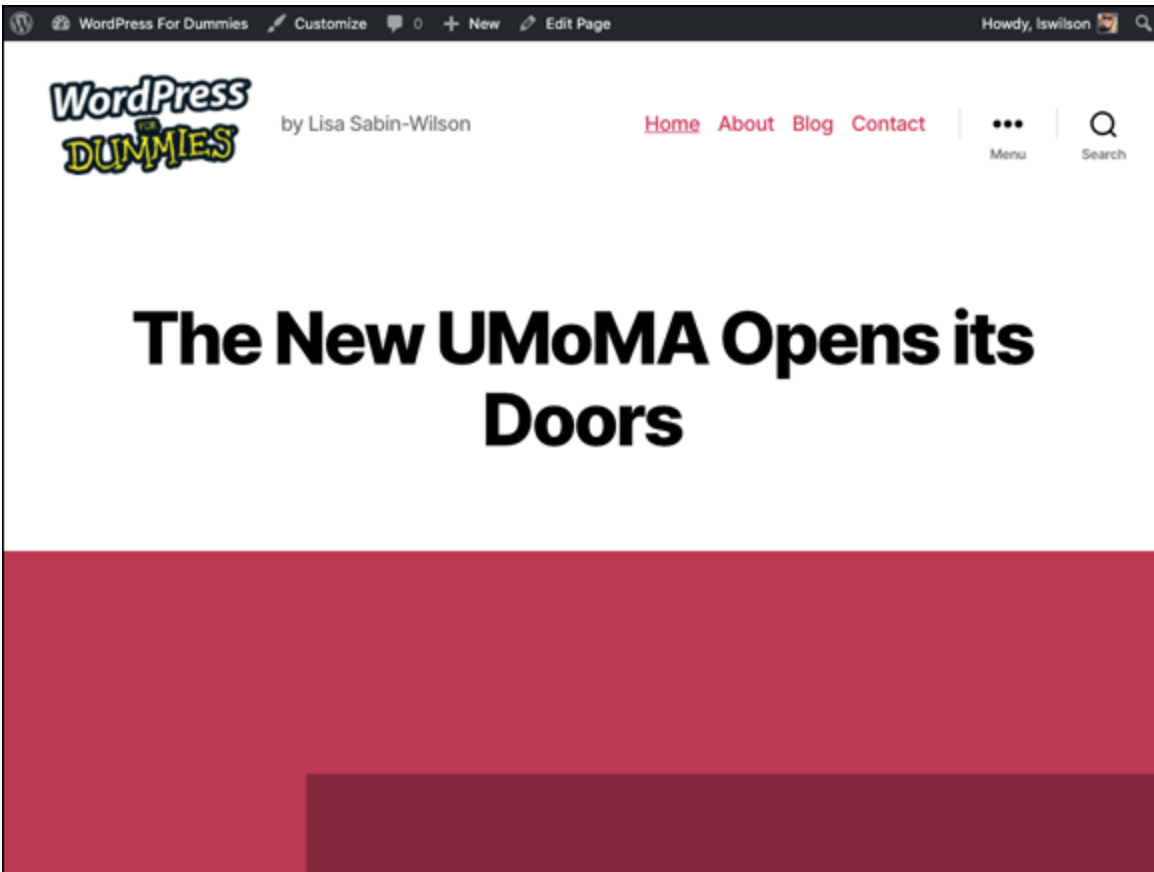 WordPress For Dummies Customize 0 New Edit Page Howdy, lswilson
WordPress
FOR
DUMMIES
by Lisa Sabin-Wilson
Home About Blog Contact
Menu Search
The New UMoMA Opens its
Doors